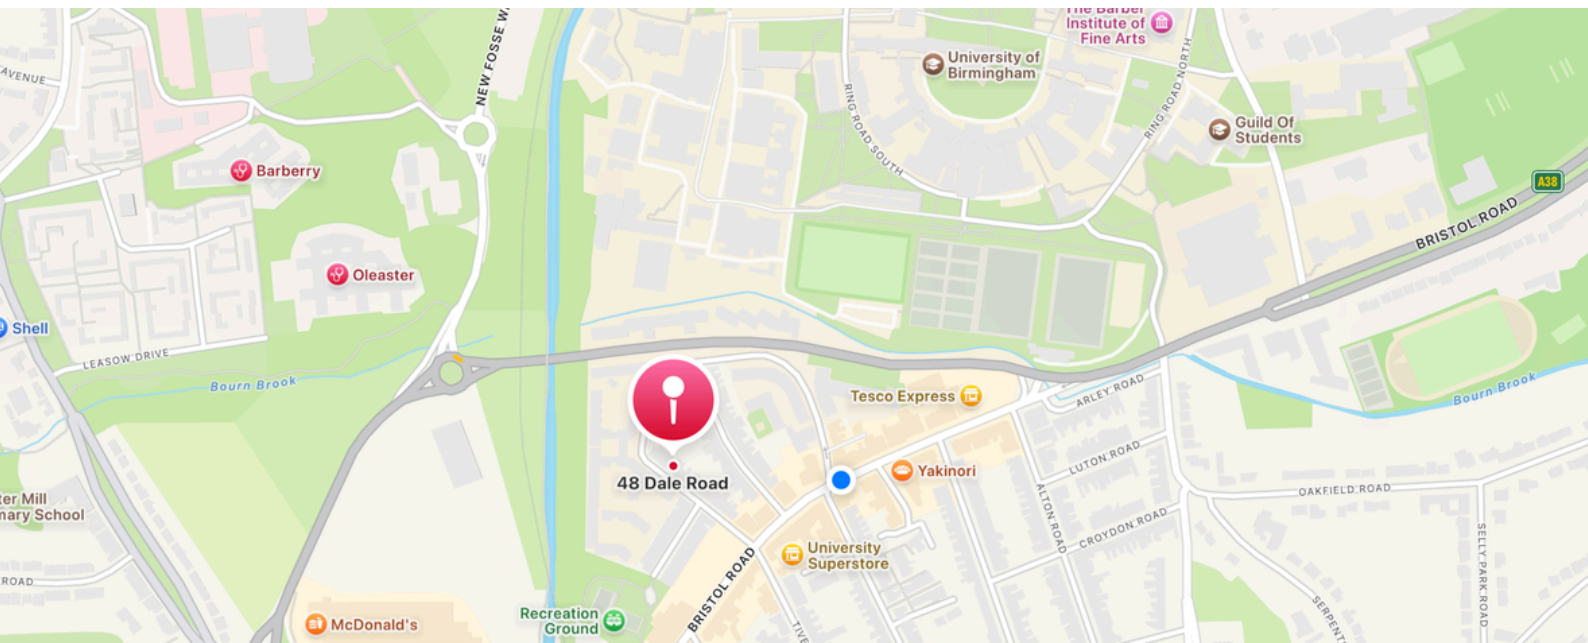 The Barber
Institute of
Fine Arts
University of
Birmingham
NEW FOSSE W
AVENUE
RING ROAD NORTH
RING ROAD SOUTH
Guild Of
Students
Barberry
A38
BRISTOL ROAD
Oleaster
Shell
LEASOW DRIVE
Bourn Brook
Bourn Brook
Tesco Express
ARLEY ROAD
48 Dale Road
Yakinori
LUTON ROAD
OAKFIELD ROAD
ter Mill
mary School
ALTON ROAD
CROYDON ROAD
SELLY PARK ROAD
University
Superstore
BRISTOL ROAD
ROAD
Recreation
Ground
McDonald's
TIVE
SERPENT